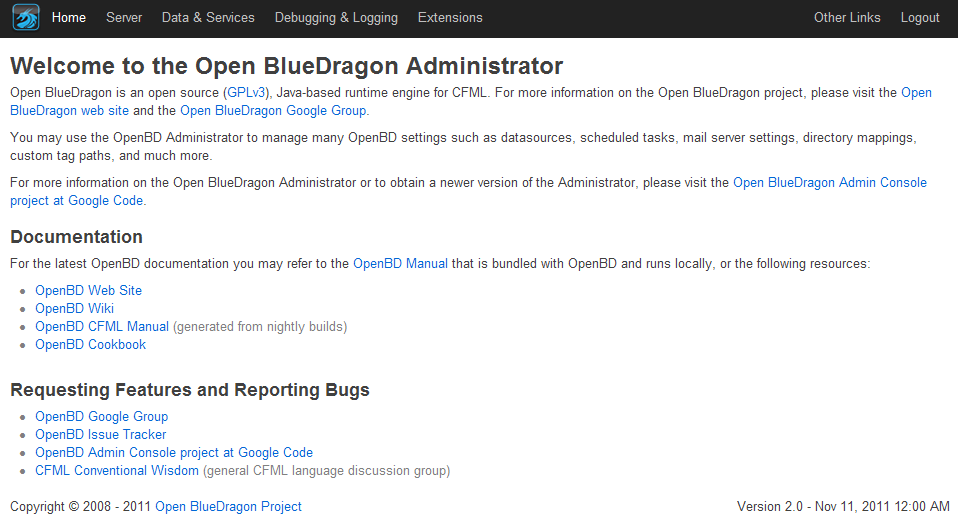 Home Server Data & Services Debugging & Logging Extensions Other Links Logout
Welcome to the Open BlueDragon Administrator
Open BlueDragon is an open source (GPLv3), Java-based runtime engine for CFML. For more information on the Open BlueDragon project, please visit the Open
BlueDragon web site and the Open BlueDragon Google Group.
You may use the OpenBD Administrator to manage many OpenBD settings such as datasources, scheduled tasks, mail server settings, directory mappings,
custom tag paths, and much more.
For more information on the Open BlueDragon Administrator or to obtain a newer version of the Administrator, please visit the Open BlueDragon Admin Console
project at Google Code.
Documentation
For the latest OpenBD documentation you may refer to the OpenBD Manual that is bundled with OpenBD and runs locally, or the following resources:
OpenBD Web Site
OpenBD Wiki
OpenBD CFML Manual (generated from nightly builds)
OpenBD Cookbook
Requesting Features and Reporting Bugs
OpenBD Google Group
OpenBD Issue Tracker
OpenBD Admin Console project at Google Code
CFML Conventional Wisdom (general CFML language discussion group)
Copyright © 2008 - 2011 Open BlueDragon Project Version 2.0 - Nov 11, 2011 12:00 AM